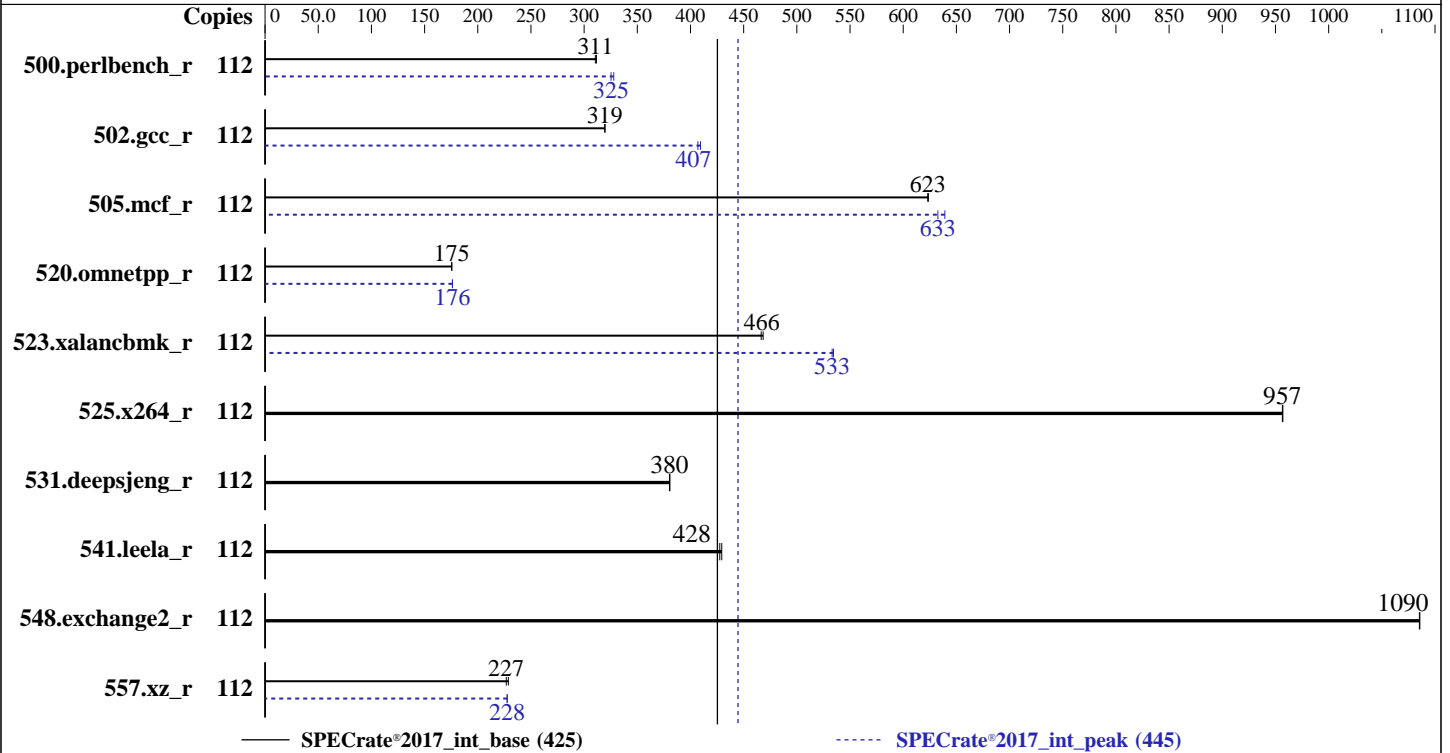 Copies 0 50.0 100 150 200 250 300 350 400 450 500 550 600 650 700 750 800 850 900 950 1000 1100
311
500.perlbench_r 112
325
319
502.gcc_r 112
407
623
505.mcf_r 112
633
175
520.omnetpp_r 112
176
466
523.xalancbmk_r 112
533
957
525.x264_r 112
380
531.deepsjeng_r 112
428
541.leela_r 112
1090
548.exchange2_r 112
227
557.xz_r 112
228
SPECrate®2017_int_base (425) SPECrate®2017_int_peak (445)